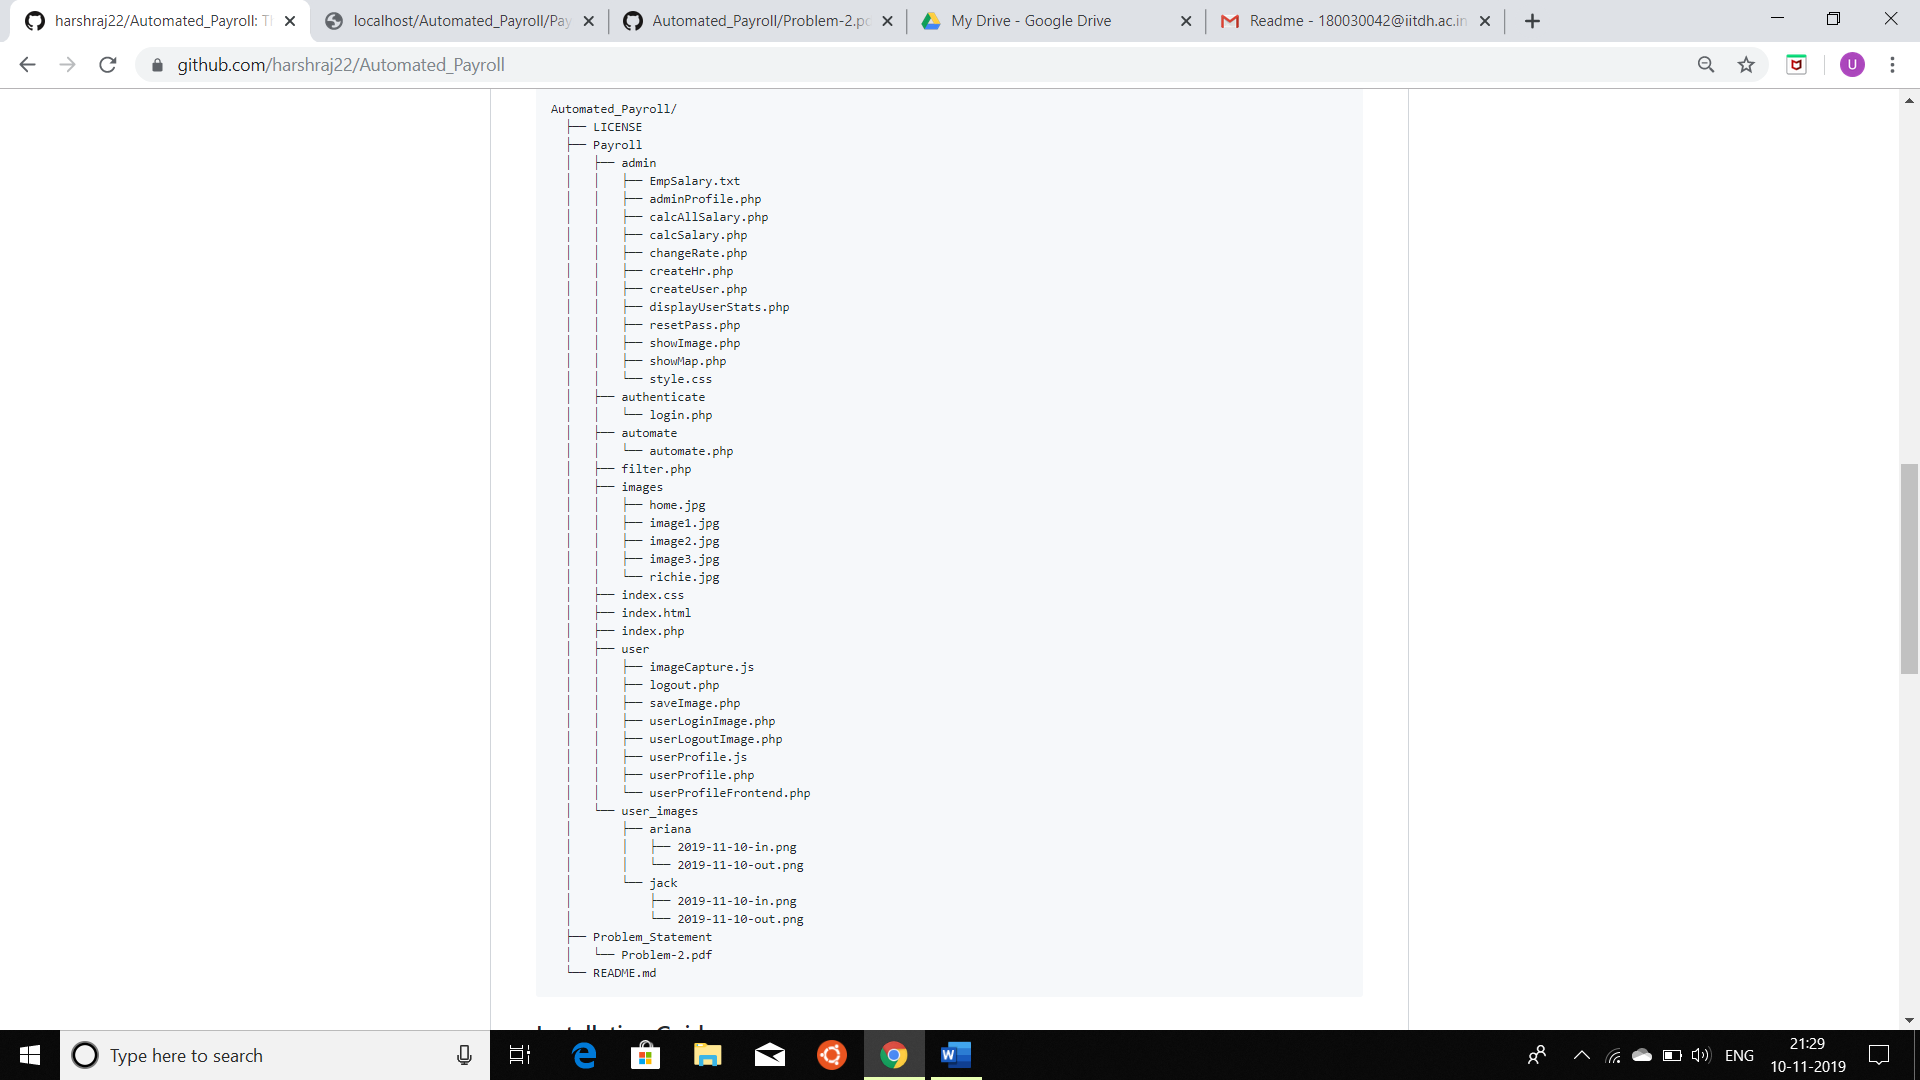 harshraj22/Automated_Payroll: Th
localhost/Automated_Payroll/Pay
Automated_Payroll/Problem-2.pd
My Drive - Google Drive
Readme - 180030042@iitdh.ac.in
github.com/harshraj22/Automated_Payroll
U
Automated_Payroll/
├── LICENSE
├── Payroll
│   ├── admin
│   │   ├── EmpSalary.txt
│   │   ├── adminProfile.php
│   │   ├── calcAllSalary.php
│   │   ├── calcSalary.php
│   │   ├── changeRate.php
│   │   ├── createHr.php
│   │   ├── createUser.php
│   │   ├── displayUserStats.php
│   │   ├── resetPass.php
│   │   ├── showImage.php
│   │   ├── showMap.php
│   │   └── style.css
│   ├── authenticate
│   │   └── login.php
│   ├── automate
│   │   └── automate.php
│   ├── filter.php
│   ├── images
│   │   ├── home.jpg
│   │   ├── image1.jpg
│   │   ├── image2.jpg
│   │   ├── image3.jpg
│   │   └── richie.jpg
│   ├── index.css
│   ├── index.html
│   ├── index.php
│   ├── user
│   │   ├── imageCapture.js
│   │   ├── logout.php
│   │   ├── saveImage.php
│   │   ├── userLoginImage.php
│   │   ├── userLogoutImage.php
│   │   ├── userProfile.js
│   │   ├── userProfile.php
│   │   └── userProfileFrontend.php
│   └── user_images
│       ├── ariana
│       │   ├── 2019-11-10-in.png
│       │   └── 2019-11-10-out.png
│       └── jack
│           ├── 2019-11-10-in.png
│           └── 2019-11-10-out.png
├── Problem_Statement
│   └── Problem-2.pdf
└── README.md
Type here to search
W
ENG
21:29
10-11-2019